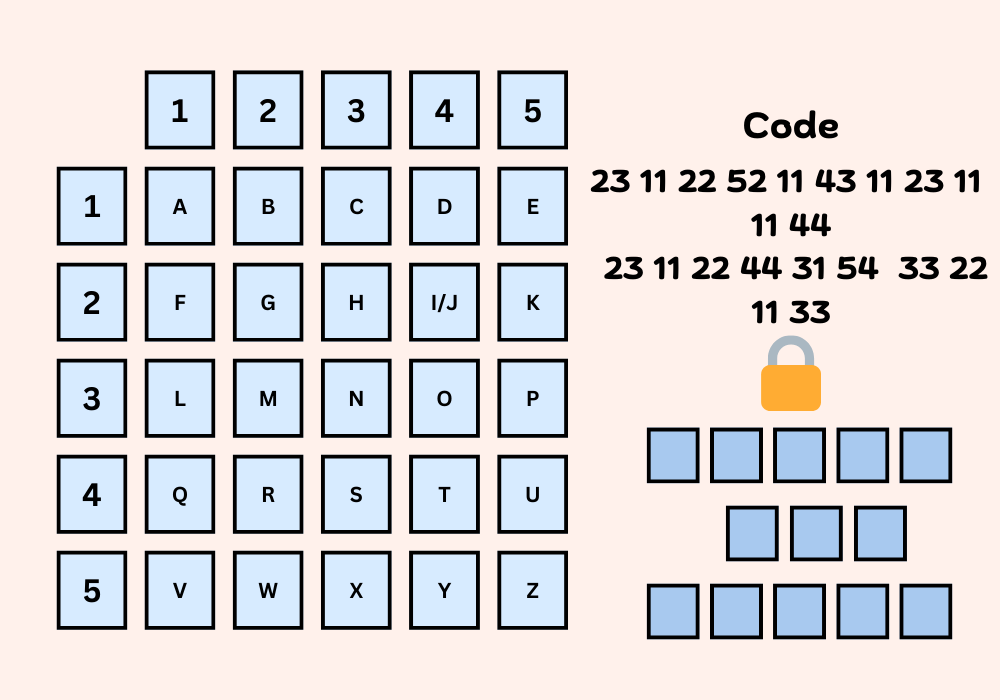 1 2 3 4 5
1 A B C D E
2 F G H I/J K
3 L M N O P
4 Q R S T U
5 V W X Y Z
Code
23 11 22 52 11 43 11 23 11
11 44
23 11 22 44 31 54 33 22
11 33